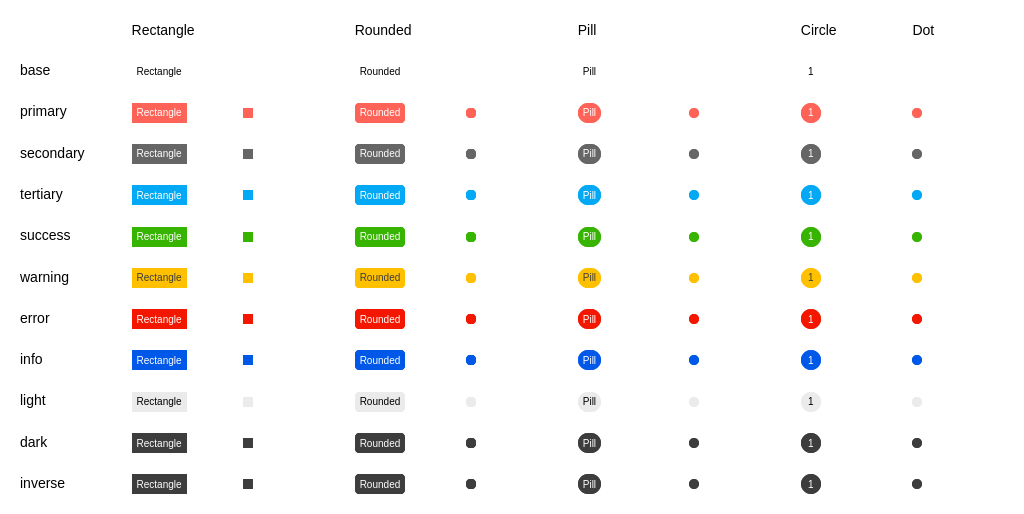 Rectangle Rounded Pill Circle Dot
base Rectangle Rounded Pill 1
primary Rectangle Rounded Pill 1
secondary Rectangle Rounded Pill 1
tertiary Rectangle Rounded Pill 1
success Rectangle Rounded Pill 1
warning Rectangle Rounded Pill 1
error Rectangle Rounded Pill 1
info Rectangle Rounded Pill 1
light Rectangle Rounded Pill 1
dark Rectangle Rounded Pill 1
inverse Rectangle Rounded Pill 1